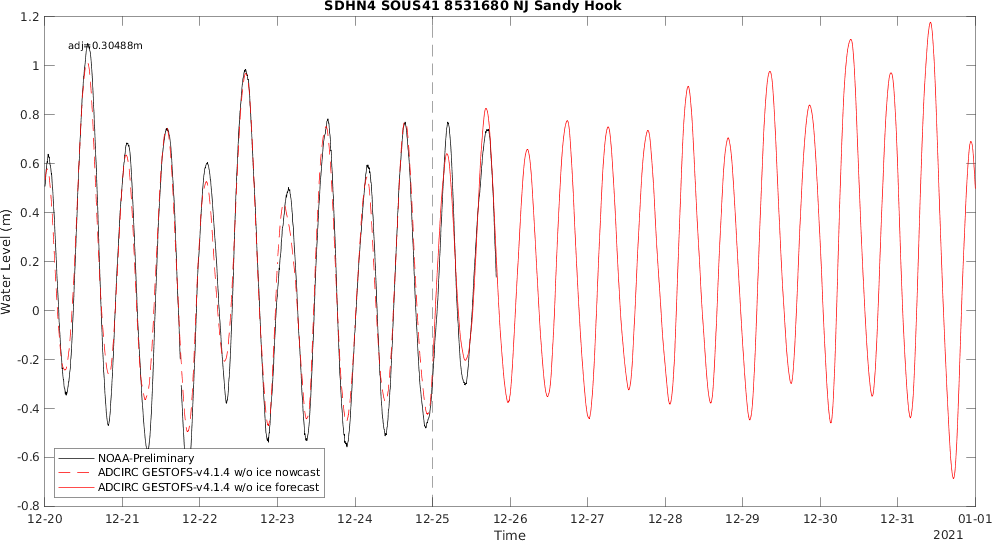 SDHN4 SOUS41 8531680 NJ Sandy Hook
adj=0.30488m
1.2
1
0.8
0.6
0.4
0.2
0
-0.2
-0.4
-0.6
-0.8
Water Level (m)
NOAA-Preliminary
ADCIRC GESTOFS-v4.1.4 w/o ice nowcast
ADCIRC GESTOFS-v4.1.4 w/o ice forecast
12-20 12-21 12-22 12-23 12-24 12-25 12-26 12-27 12-28 12-29 12-30 12-31 01-01
Time
2021